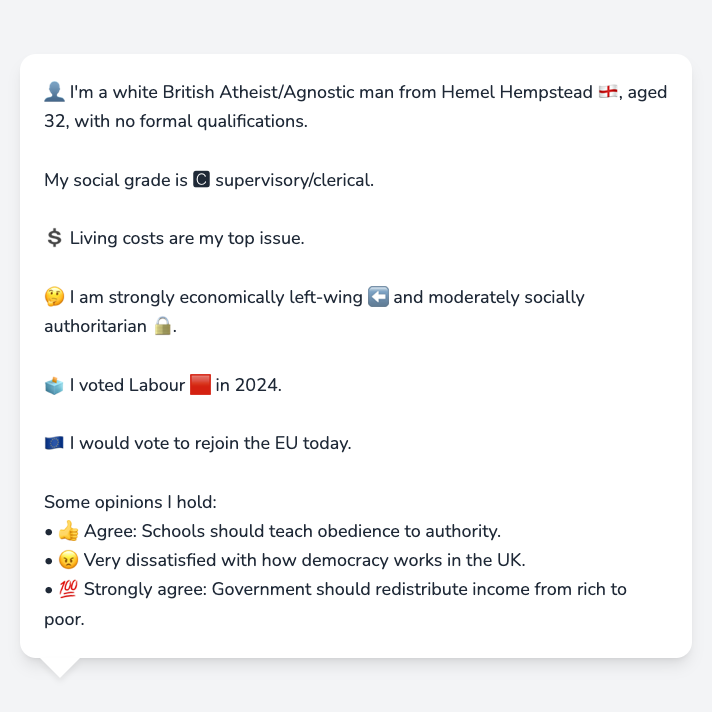 👤 I'm a white British Atheist/Agnostic man from Hemel Hempstead 🏴󠁧󠁢󠁥󠁮󠁧󠁿, aged
32, with no formal qualifications.
My social grade is 🅲 supervisory/clerical.
💲 Living costs are my top issue.
🤔 I am strongly economically left-wing ⬅️ and moderately socially
authoritarian 🔒.
🗳️ I voted Labour 🟥 in 2024.
🇪🇺 I would vote to rejoin the EU today.
Some opinions I hold:
• 👍 Agree: Schools should teach obedience to authority.
• 😠 Very dissatisfied with how democracy works in the UK.
• 💯 Strongly agree: Government should redistribute income from rich to
poor.